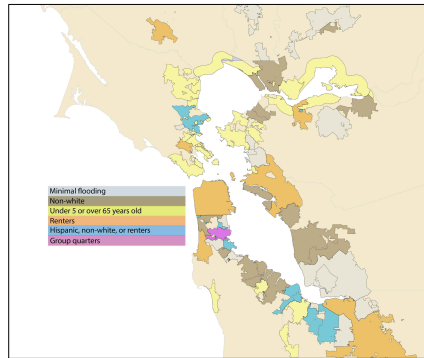 Minimal flooding
Non-white
Under 5 or over 65 years old
Renters
Hispanic, non-white, or renters
Group quarters